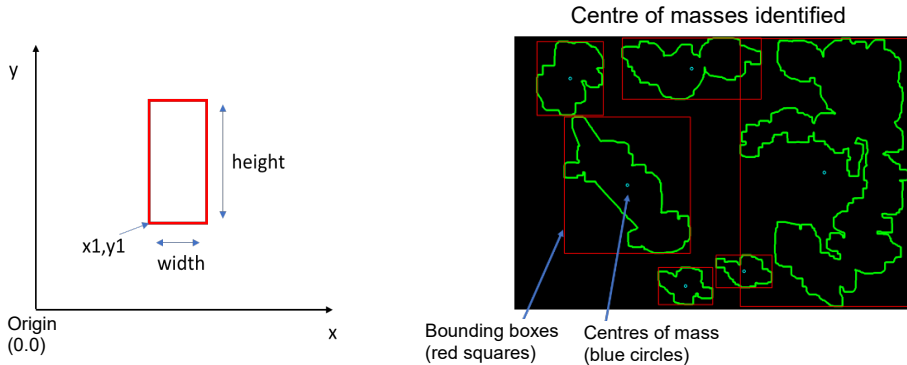 Centre of masses identified
y
height
x1,y1
width
Origin
(0.0)
x
Bounding boxes
(red squares)
Centres of mass
(blue circles)